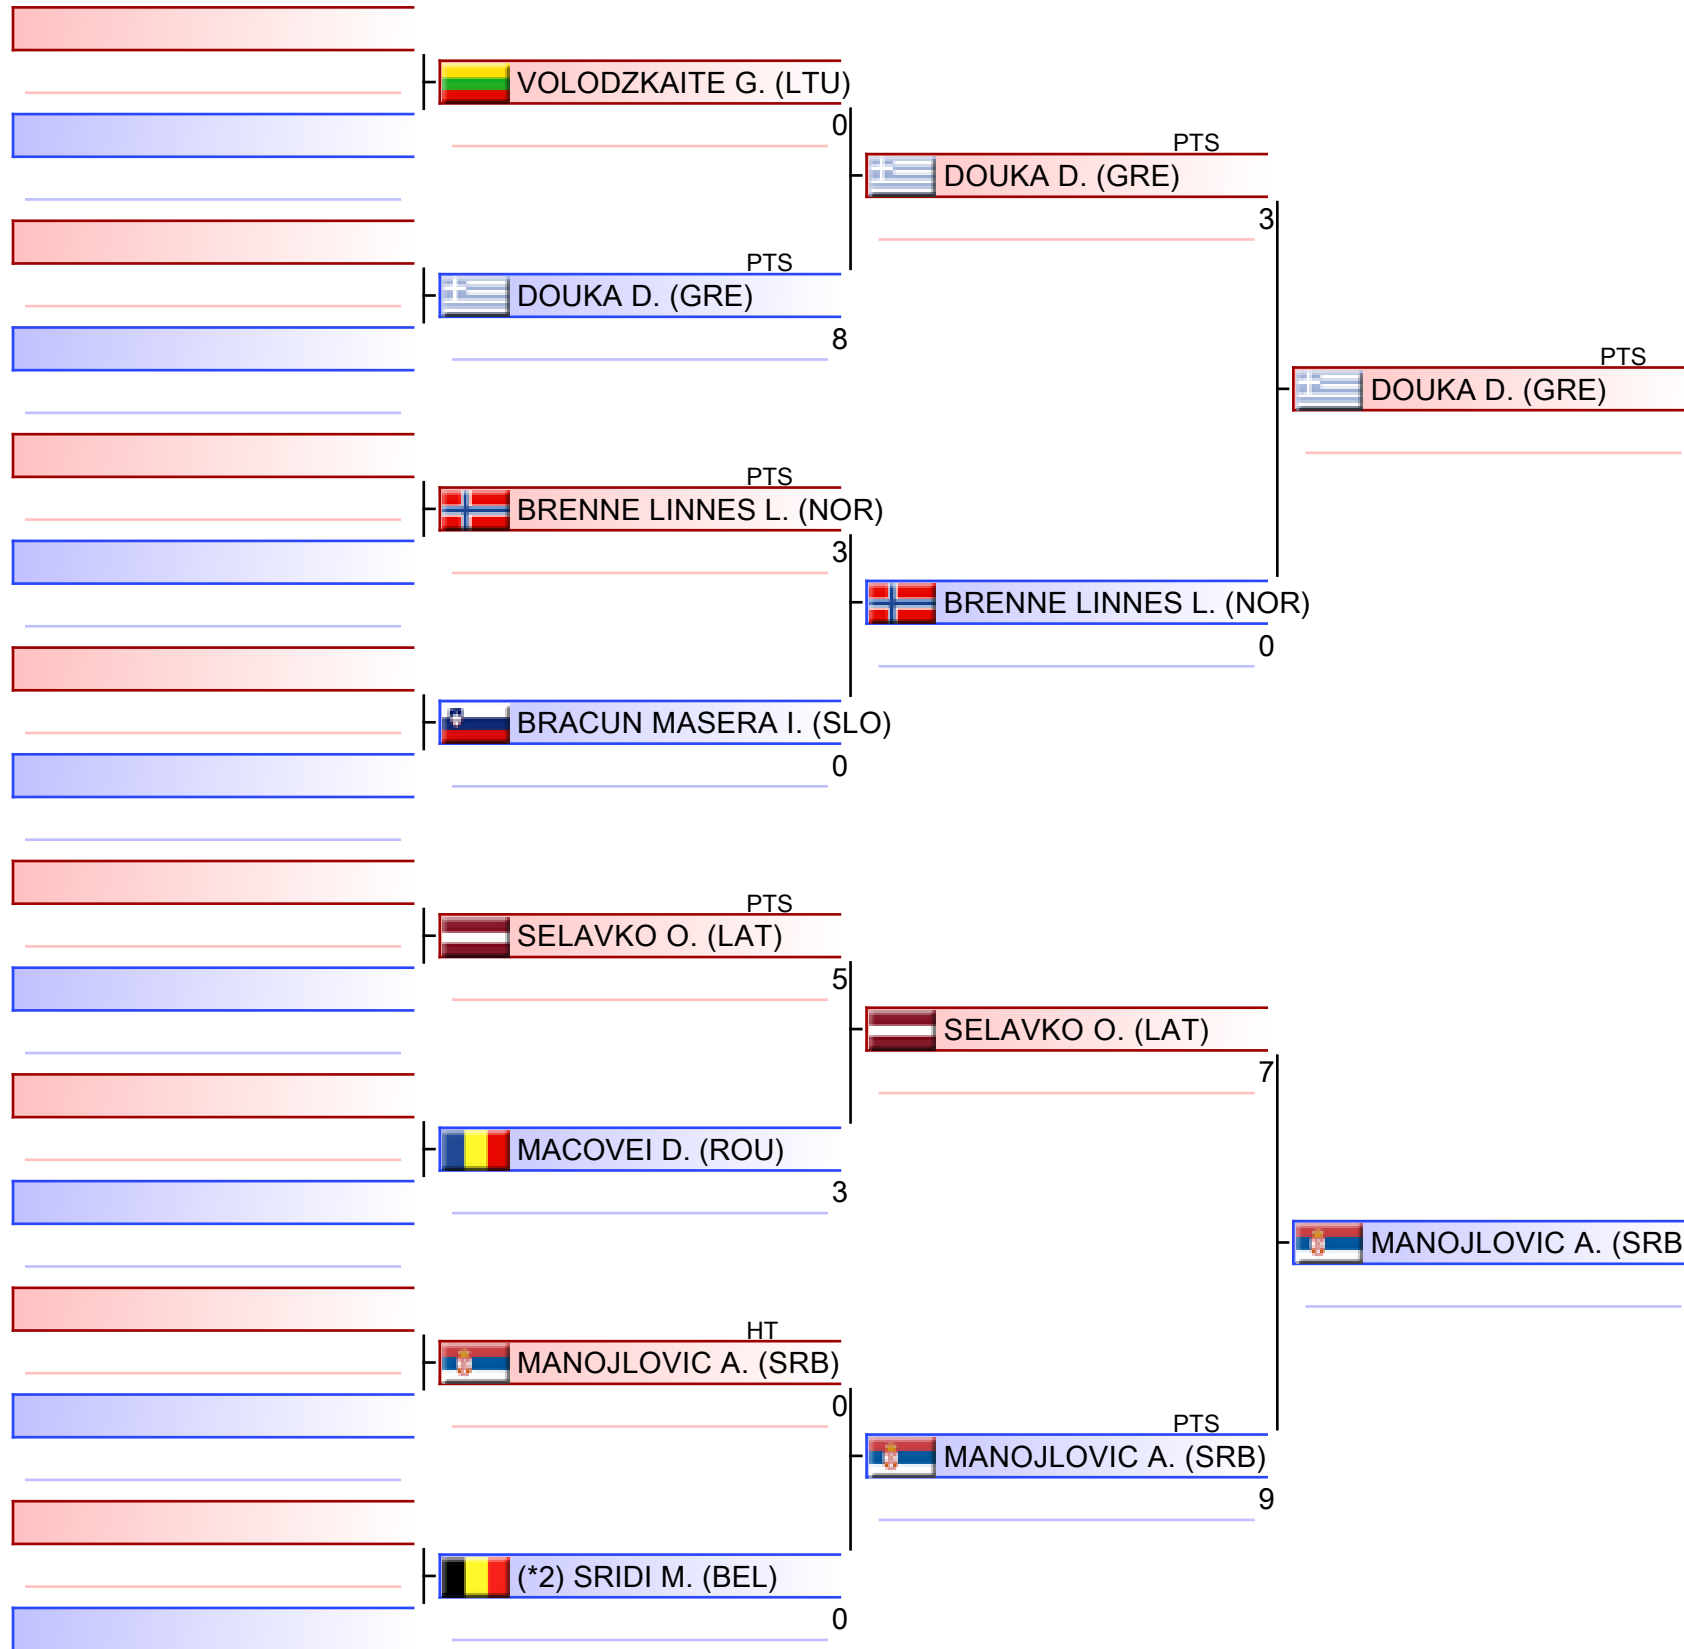 VOLODZKAITE G. (LTU)
0
PTS
DOUKA D. (GRE)
8
PTS
BRENNE LINNES L. (NOR)
3
BRACUN MASERA I. (SLO)
0
PTS
SELAVKO O. (LAT)
5
MACOVEI D. (ROU)
3
HT
MANOJLOVIC A. (SRB)
0
(*2) SRIDI M. (BEL)
0
PTS
DOUKA D. (GRE)
3
BRENNE LINNES L. (NOR)
0
SELAVKO O. (LAT)
7
PTS
MANOJLOVIC A. (SRB)
9
PTS
DOUKA D. (GRE)
MANOJLOVIC A. (SRB